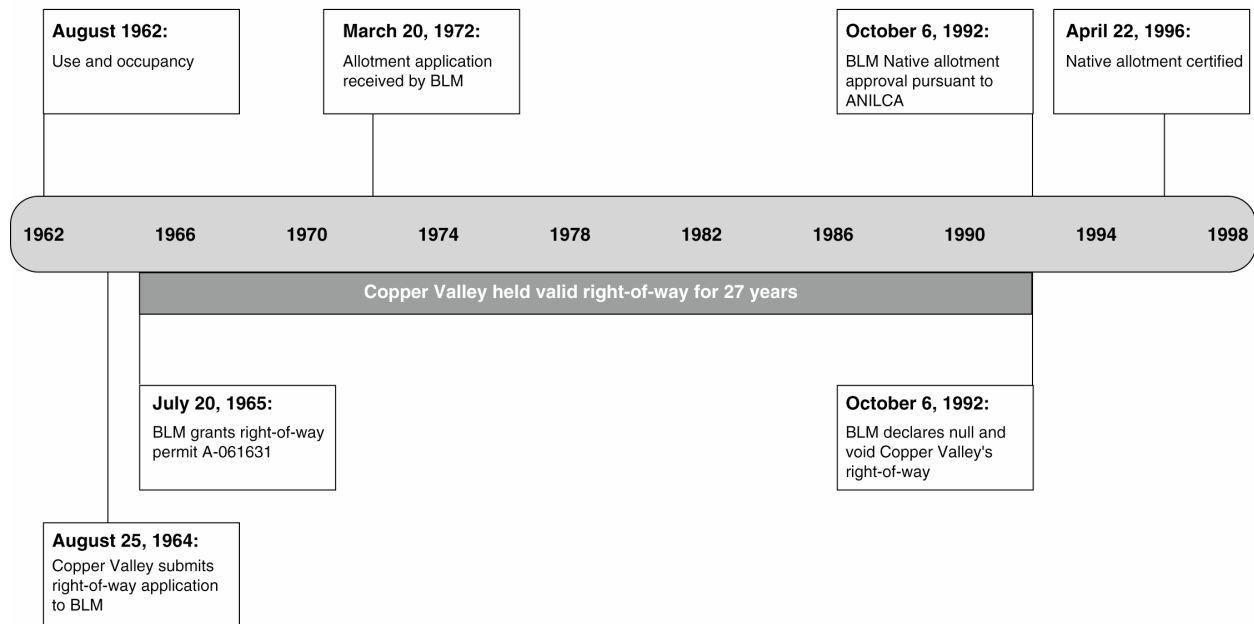 August 1962:
Use and occupancy
March 20, 1972:
Allotment application
received by BLM
October 6, 1992:
BLM Native allotment
approval pursuant to
ANILCA
April 22, 1996:
Native allotment certified
1962 1966 1970 1974 1978 1982 1986 1990 1994 1998
Copper Valley held valid right-of-way for 27 years
July 20, 1965:
BLM grants right-of-way
permit A-061631
October 6, 1992:
BLM declares null and
void Copper Valley's
right-of-way
August 25, 1964:
Copper Valley submits
right-of-way application
to BLM